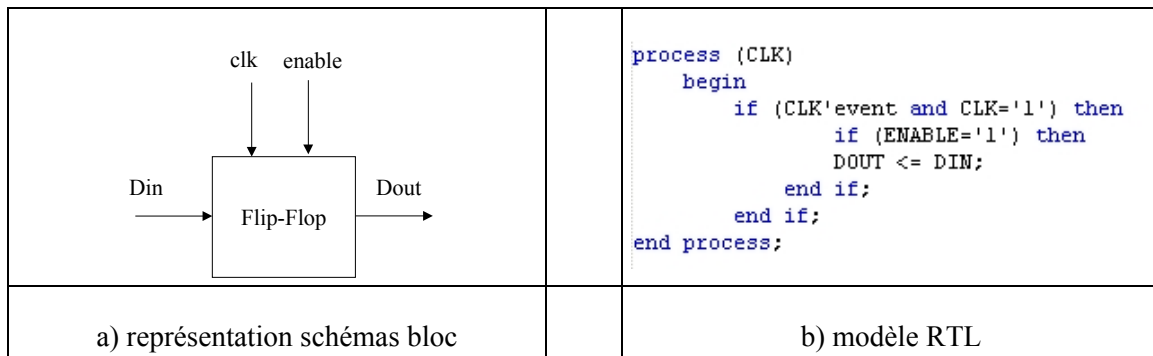 clk enable
Din
Dout
Flip-Flop
process (CLK)
begin
if (CLK'event and CLK='1') then
if (ENABLE='1') then
DOUT <= DIN;
end if;
end if;
end process;
a) représentation schémas bloc
b) modèle RTL